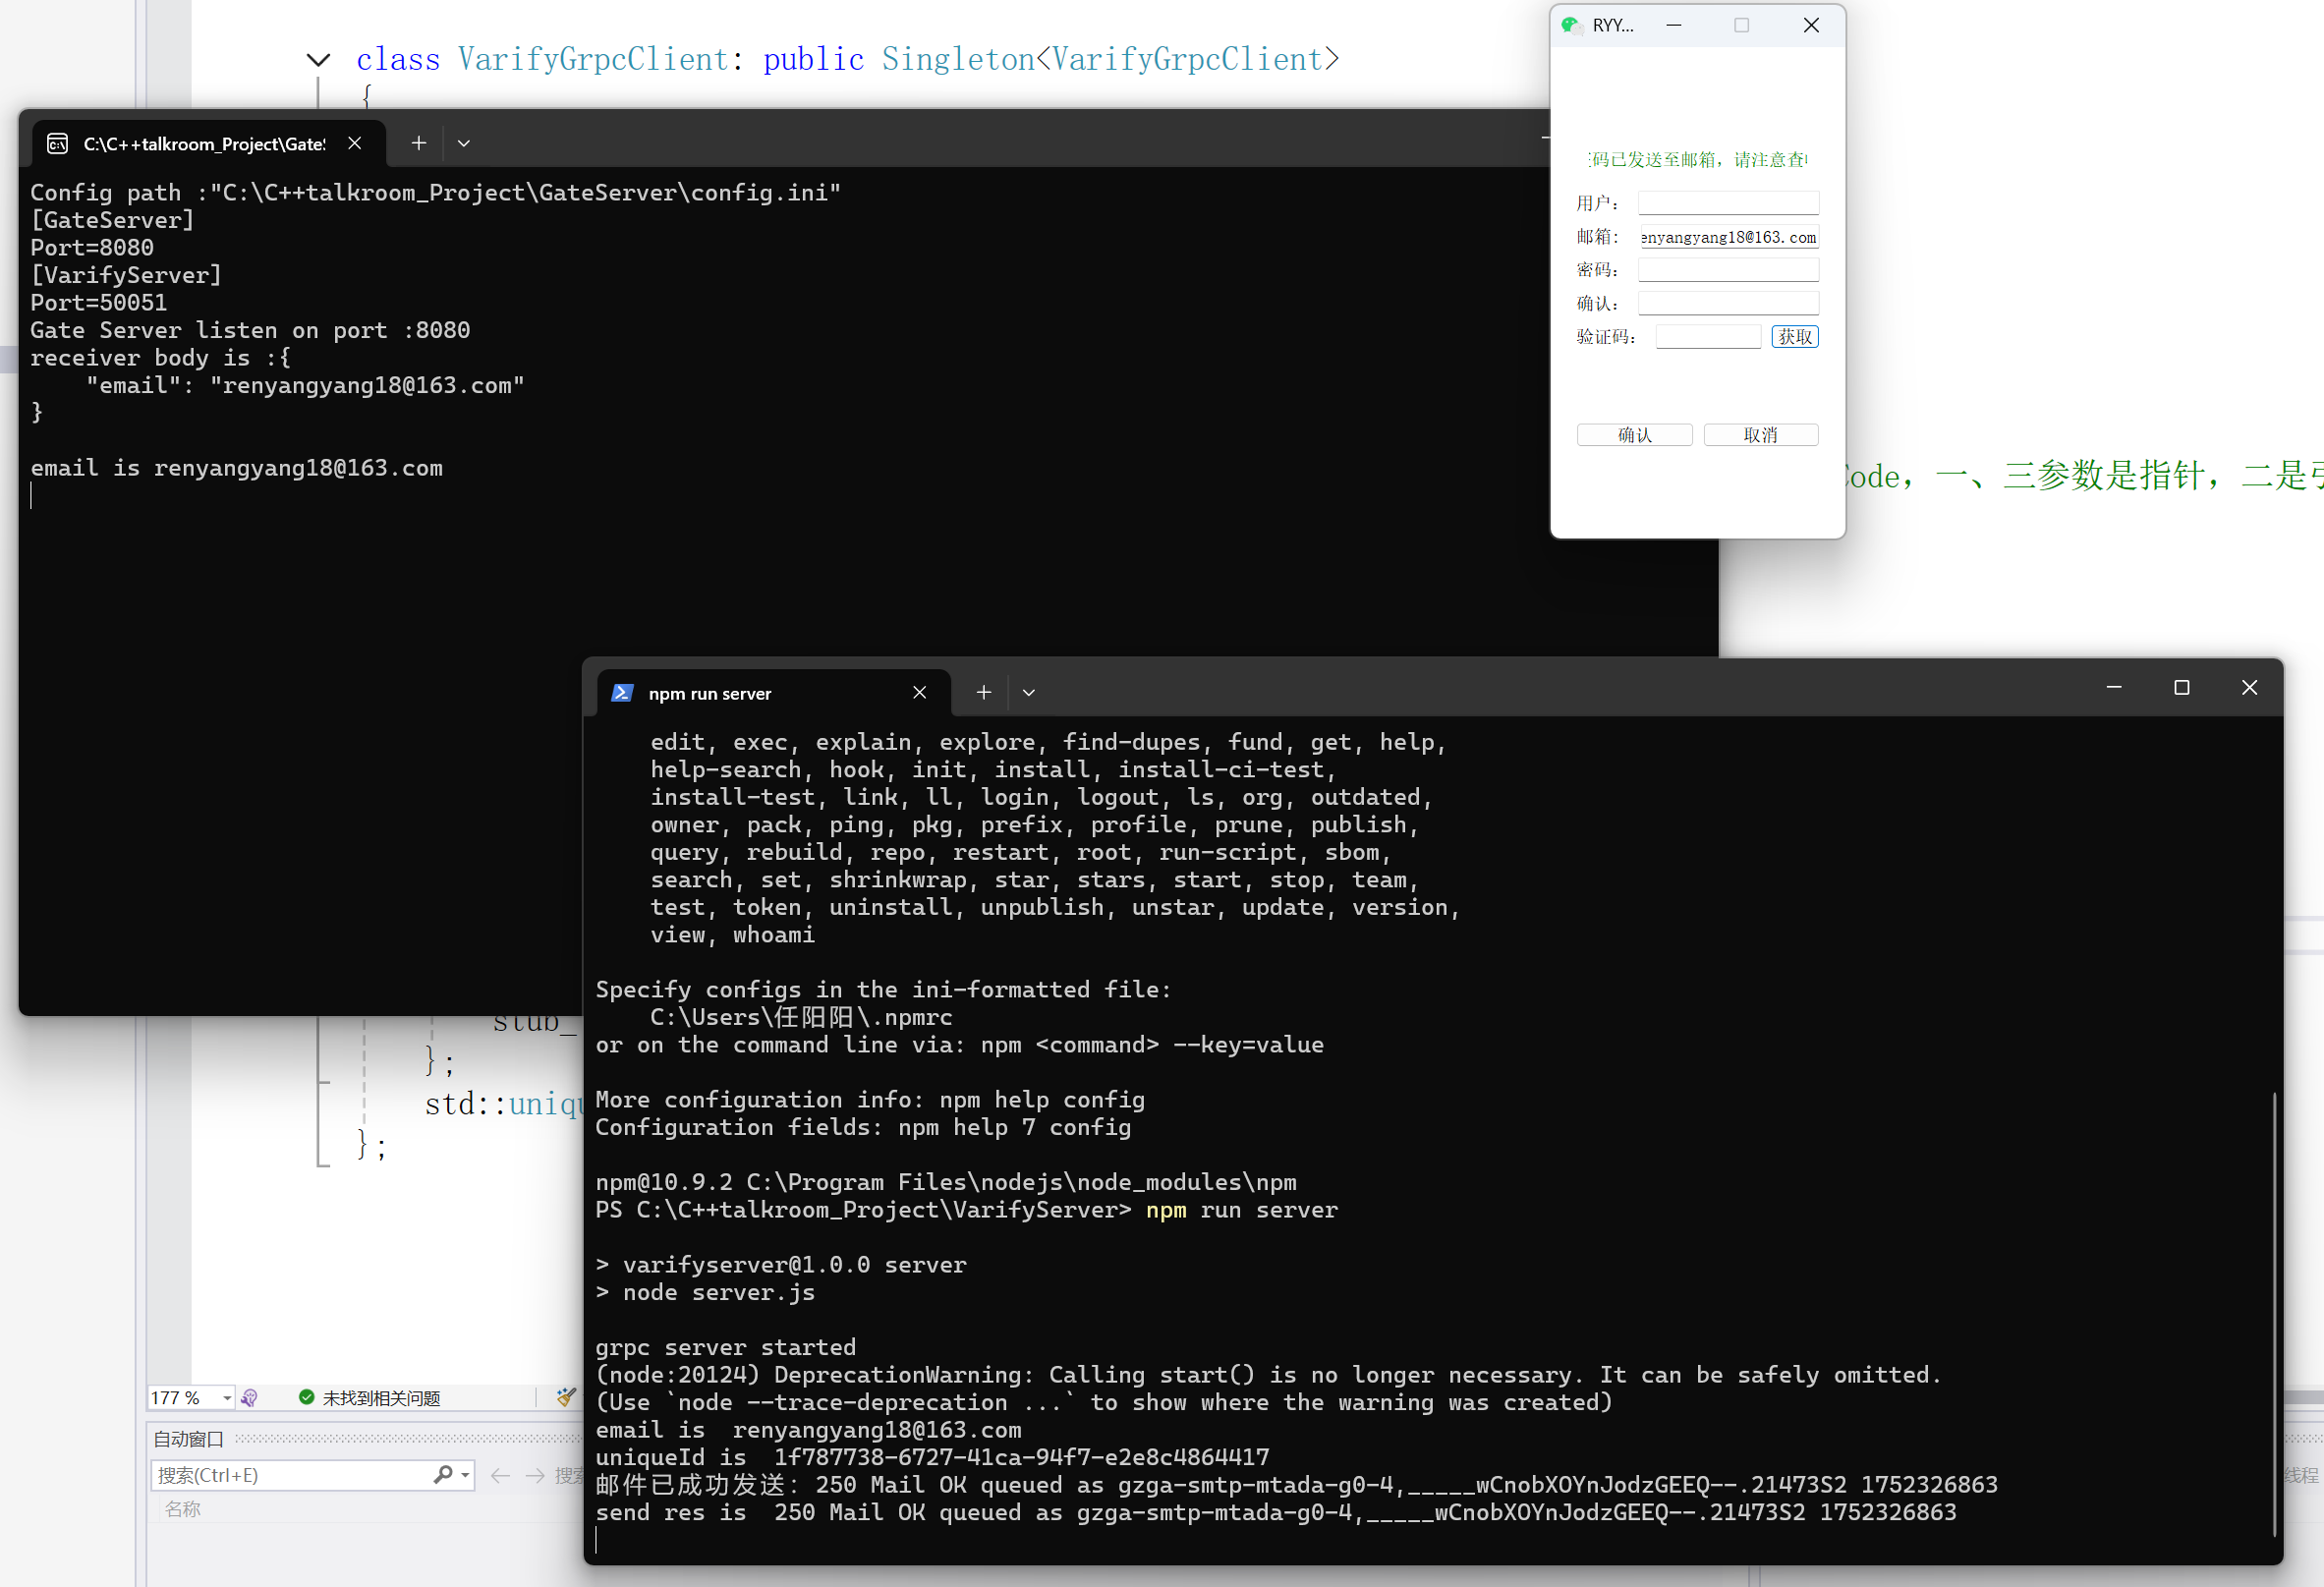 class VarifyGrpcClient: public Singleton<VarifyGrpcClient>
{
C:\C++talkroom_Project\Gate
Config path :"C:\C++talkroom_Project\GateServer\config.ini"
[GateServer]
Port=8080
[VarifyServer]
Port=50051
Gate Server listen on port :8080
receiver body is :{
    "email": "renyangyang18@163.com"
}
email is renyangyang18@163.com
RYY...
码已发送至邮箱，请注意查
用户：
邮箱: enyangyang18@163.com
密码：
确认：
验证码： 获取
确认 取消
Code，一、三参数是指针，二是引
npm run server
    edit, exec, explain, explore, find-dupes, fund, get, help,
    help-search, hook, init, install, install-ci-test,
    install-test, link, ll, login, logout, ls, org, outdated,
    owner, pack, ping, pkg, prefix, profile, prune, publish,
    query, rebuild, repo, restart, root, run-script, sbom,
    search, set, shrinkwrap, star, stars, start, stop, team,
    test, token, uninstall, unpublish, unstar, update, version,
    view, whoami
Specify configs in the ini-formatted file:
    C:\Users\任阳阳\.npmrc
or on the command line via: npm <command> --key=value
More configuration info: npm help config
Configuration fields: npm help 7 config
npm@10.9.2 C:\Program Files\nodejs\node_modules\npm
PS C:\C++talkroom_Project\VarifyServer> npm run server
> varifyserver@1.0.0 server
> node server.js
grpc server started
(node:20124) DeprecationWarning: Calling start() is no longer necessary. It can be safely omitted.
(Use `node --trace-deprecation ...` to show where the warning was created)
email is  renyangyang18@163.com
uniqueId is  1f787738-6727-41ca-94f7-e2e8c4864417
邮件已成功发送: 250 Mail OK queued as gzga-smtp-mtada-g0-4,_____wCnobXOYnJodzGEEQ--.21473S2 1752326863
send res is  250 Mail OK queued as gzga-smtp-mtada-g0-4,_____wCnobXOYnJodzGEEQ--.21473S2 1752326863
stub_
};
std::uniqu
};
177 % 未找到相关问题
自动窗口
搜索(Ctrl+E) 搜索
名称
线程